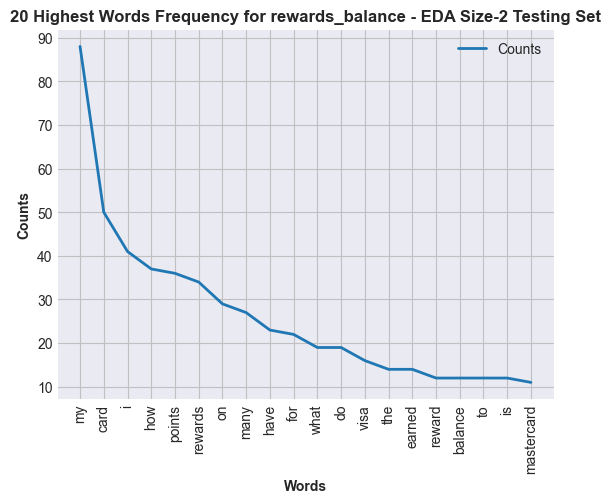 20 Highest Words Frequency for rewards_balance - EDA Size-2 Testing Set
Counts
90
80
70
60
50
40
30
20
10
Counts
my
card
i
how
points
rewards
on
many
have
for
what
do
visa
the
earned
reward
balance
to
is
mastercard
Words